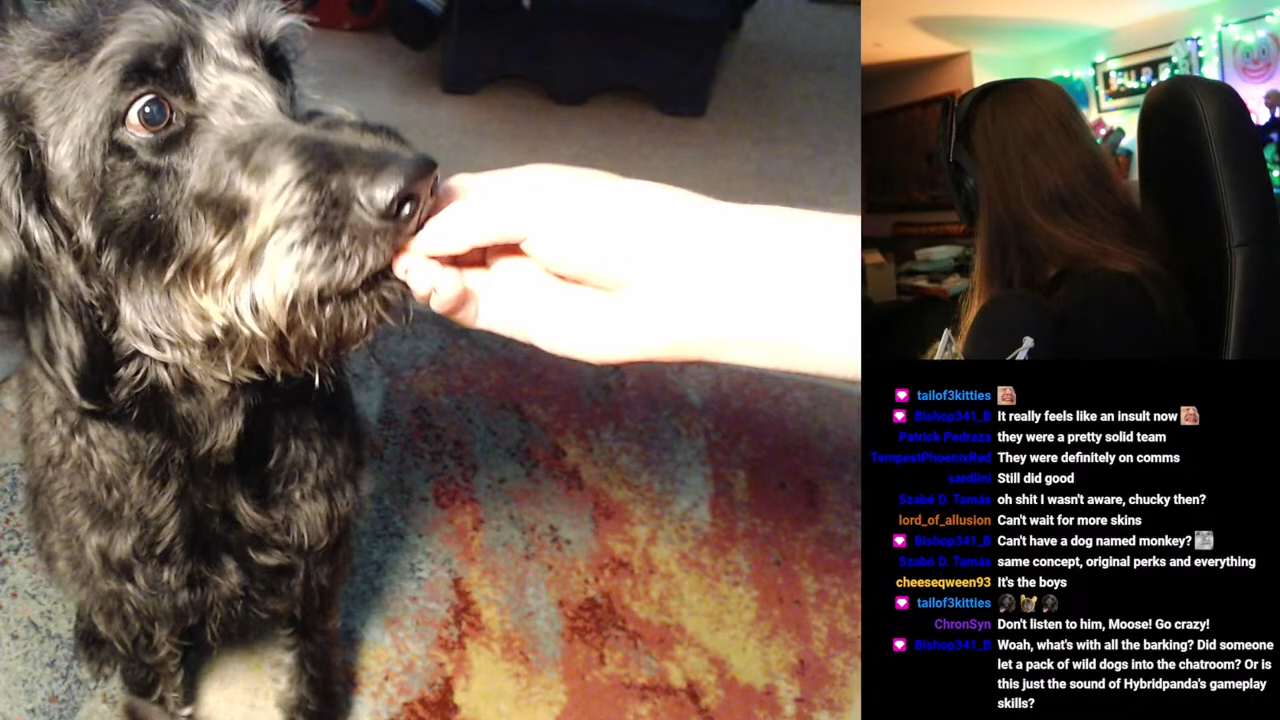 tailof3kitties
Bishop341_B It really feels like an insult now
Patrick Pedraza they were a pretty solid team
TempestPhoenixRed They were definitely on comms
sardiini Still did good
Szabó D. Tamás oh shit I wasn't aware, chucky then?
lord_of_allusion Can't wait for more skins
Bishop341_B Can't have a dog named monkey?
Szabó D. Tamás same concept, original perks and everything
cheeseqween93 It's the boys
tailof3kitties
ChronSyn Don't listen to him, Moose! Go crazy!
Bishop341_B Woah, what's with all the barking? Did someone
let a pack of wild dogs into the chatroom? Or is
this just the sound of Hybridpanda's gameplay
skills?